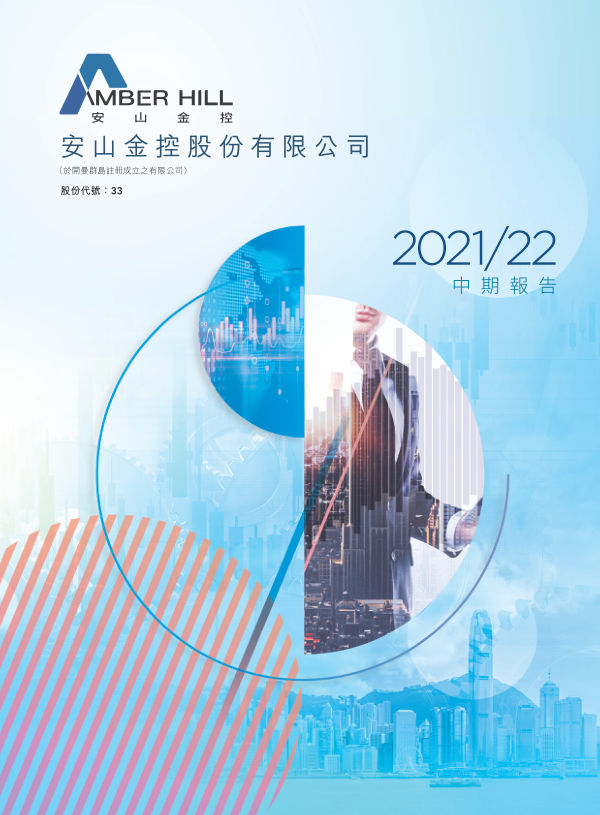 AMBER HILL
安山金控
安山金控股份有限公司
(於開曼群島註冊成立之有限公司)
股份代號：33
2021/22
中期報告